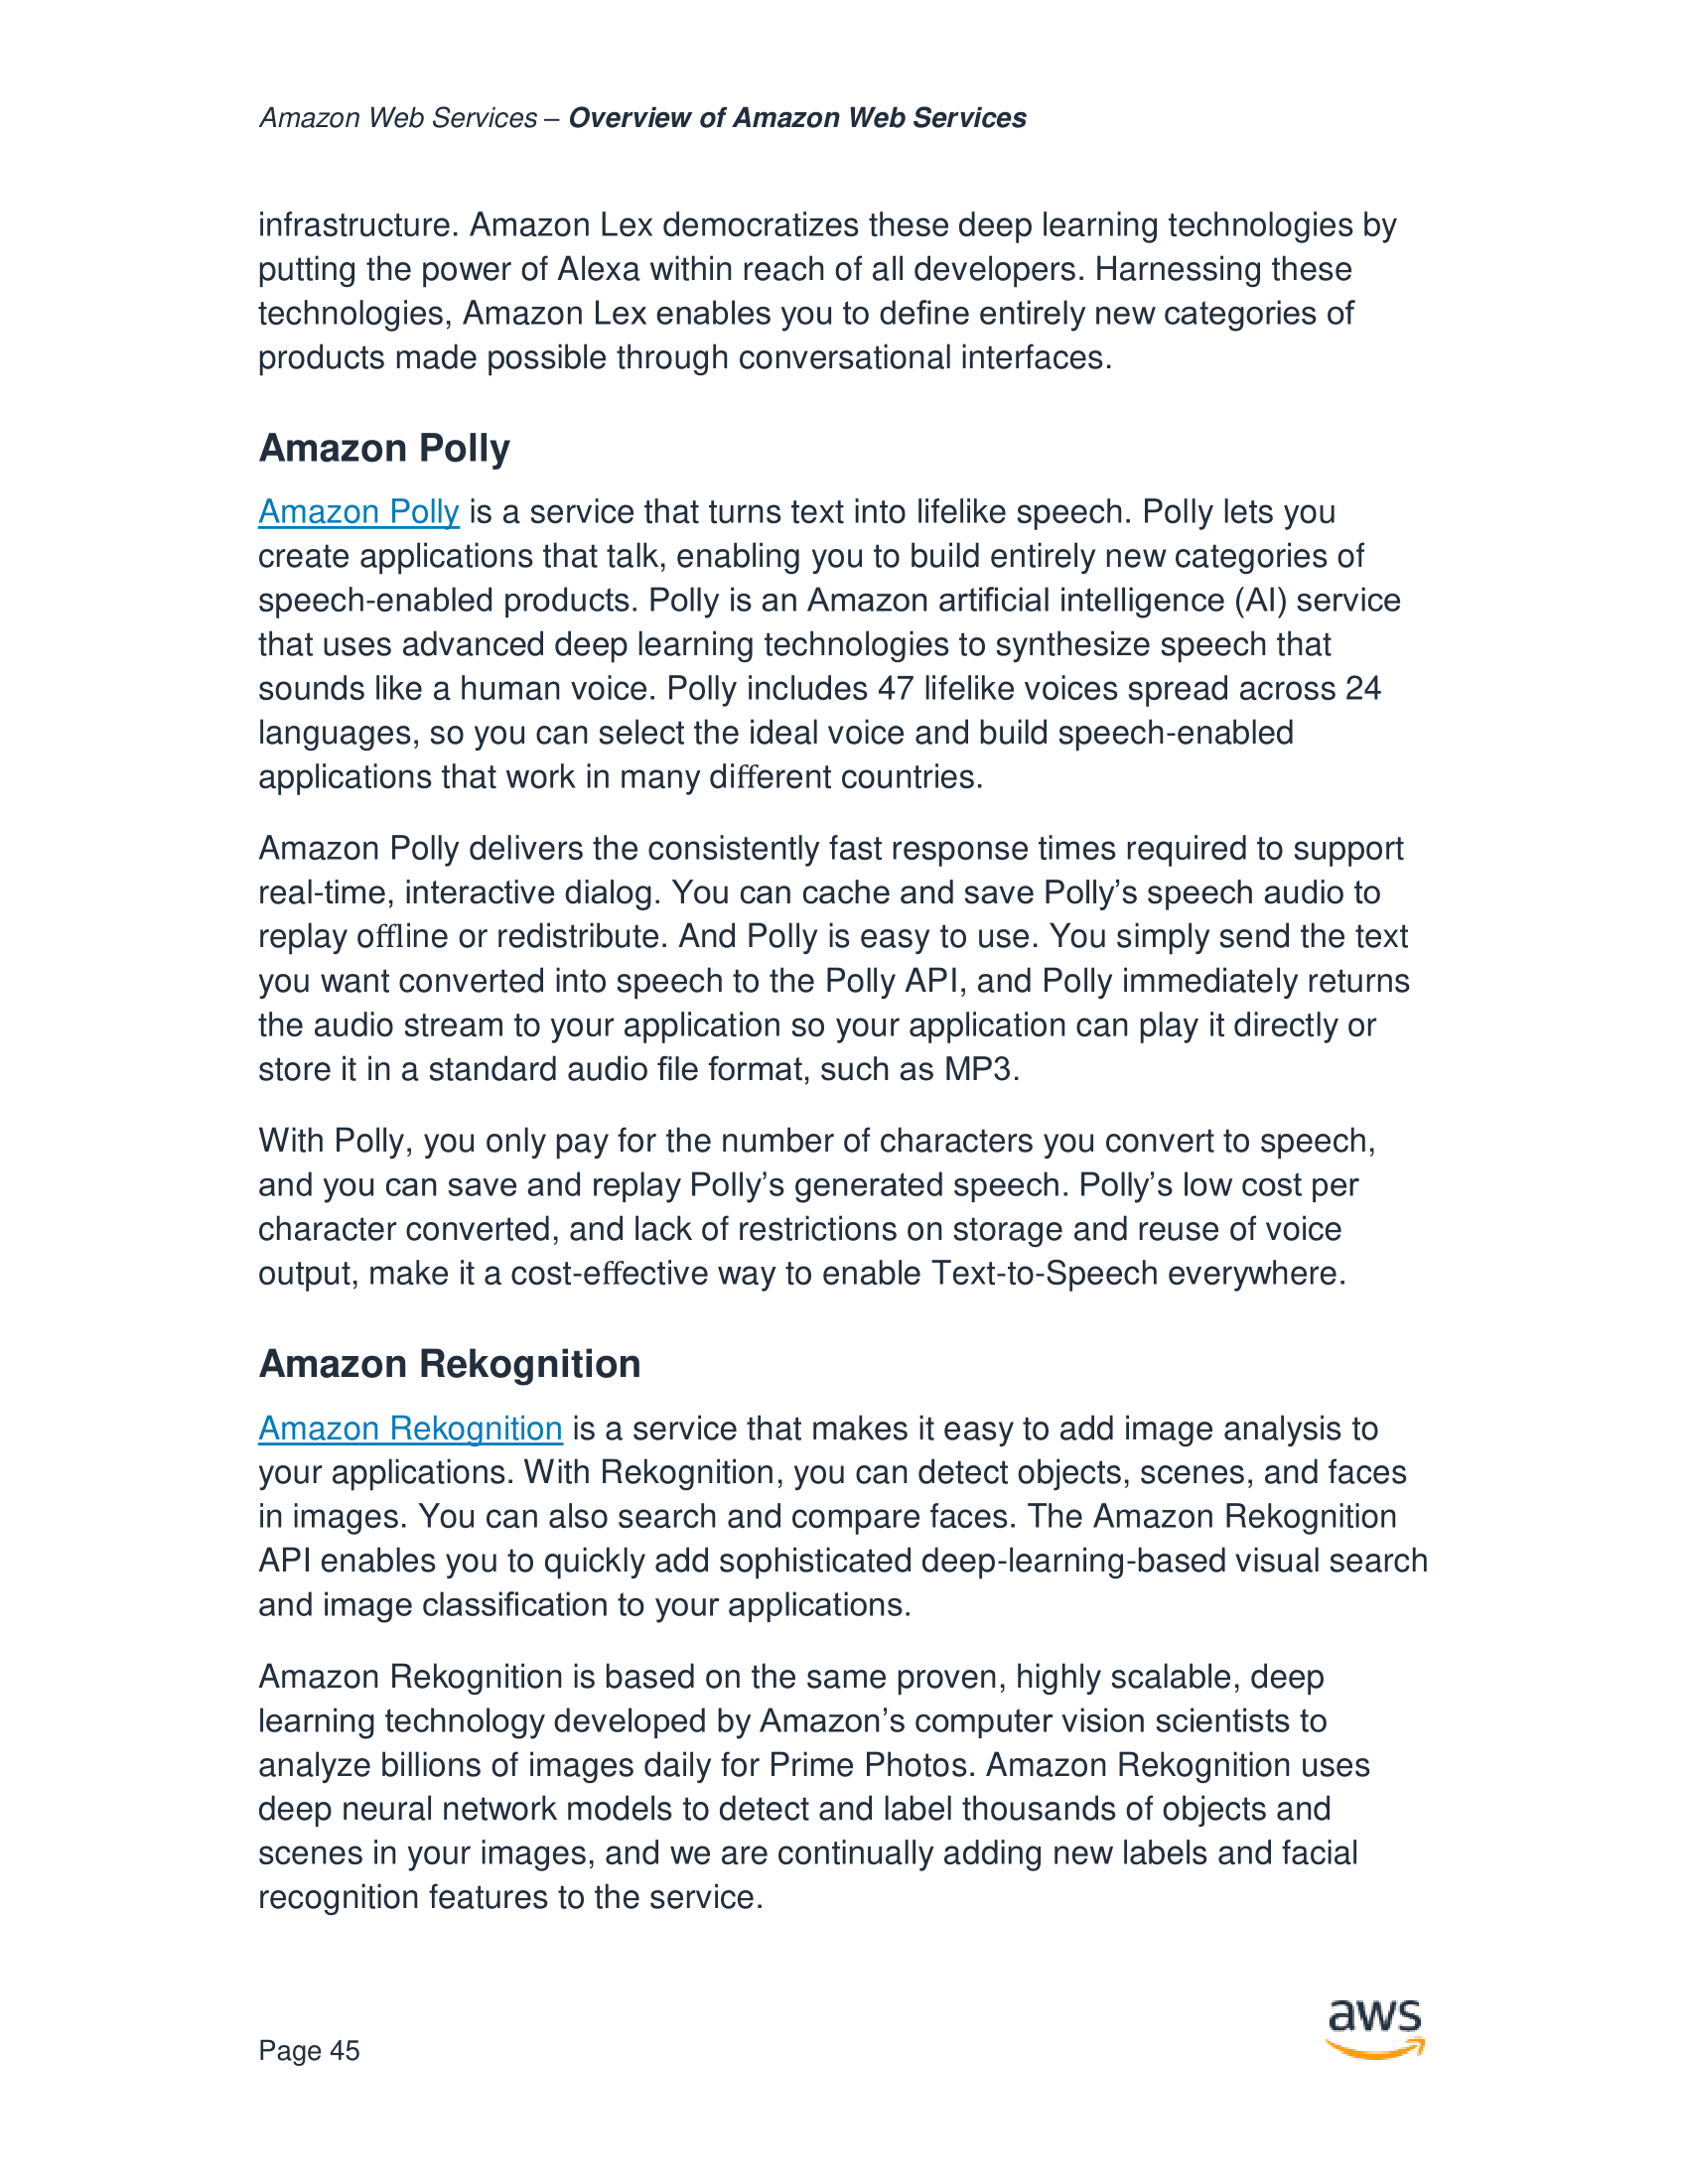 Amazon Web Services – Overview of Amazon Web Services
infrastructure. Amazon Lex democratizes these deep learning technologies by
putting the power of Alexa within reach of all developers. Harnessing these
technologies, Amazon Lex enables you to define entirely new categories of
products made possible through conversational interfaces.
Amazon Polly
Amazon Polly is a service that turns text into lifelike speech. Polly lets you
create applications that talk, enabling you to build entirely new categories of
speech-enabled products. Polly is an Amazon artificial intelligence (AI) service
that uses advanced deep learning technologies to synthesize speech that
sounds like a human voice. Polly includes 47 lifelike voices spread across 24
languages, so you can select the ideal voice and build speech-enabled
applications that work in many different countries.
Amazon Polly delivers the consistently fast response times required to support
real-time, interactive dialog. You can cache and save Polly’s speech audio to
replay offline or redistribute. And Polly is easy to use. You simply send the text
you want converted into speech to the Polly API, and Polly immediately returns
the audio stream to your application so your application can play it directly or
store it in a standard audio file format, such as MP3.
With Polly, you only pay for the number of characters you convert to speech,
and you can save and replay Polly’s generated speech. Polly’s low cost per
character converted, and lack of restrictions on storage and reuse of voice
output, make it a cost-effective way to enable Text-to-Speech everywhere.
Amazon Rekognition
Amazon Rekognition is a service that makes it easy to add image analysis to
your applications. With Rekognition, you can detect objects, scenes, and faces
in images. You can also search and compare faces. The Amazon Rekognition
API enables you to quickly add sophisticated deep-learning-based visual search
and image classification to your applications.
Amazon Rekognition is based on the same proven, highly scalable, deep
learning technology developed by Amazon’s computer vision scientists to
analyze billions of images daily for Prime Photos. Amazon Rekognition uses
deep neural network models to detect and label thousands of objects and
scenes in your images, and we are continually adding new labels and facial
recognition features to the service.
Page 45
aws